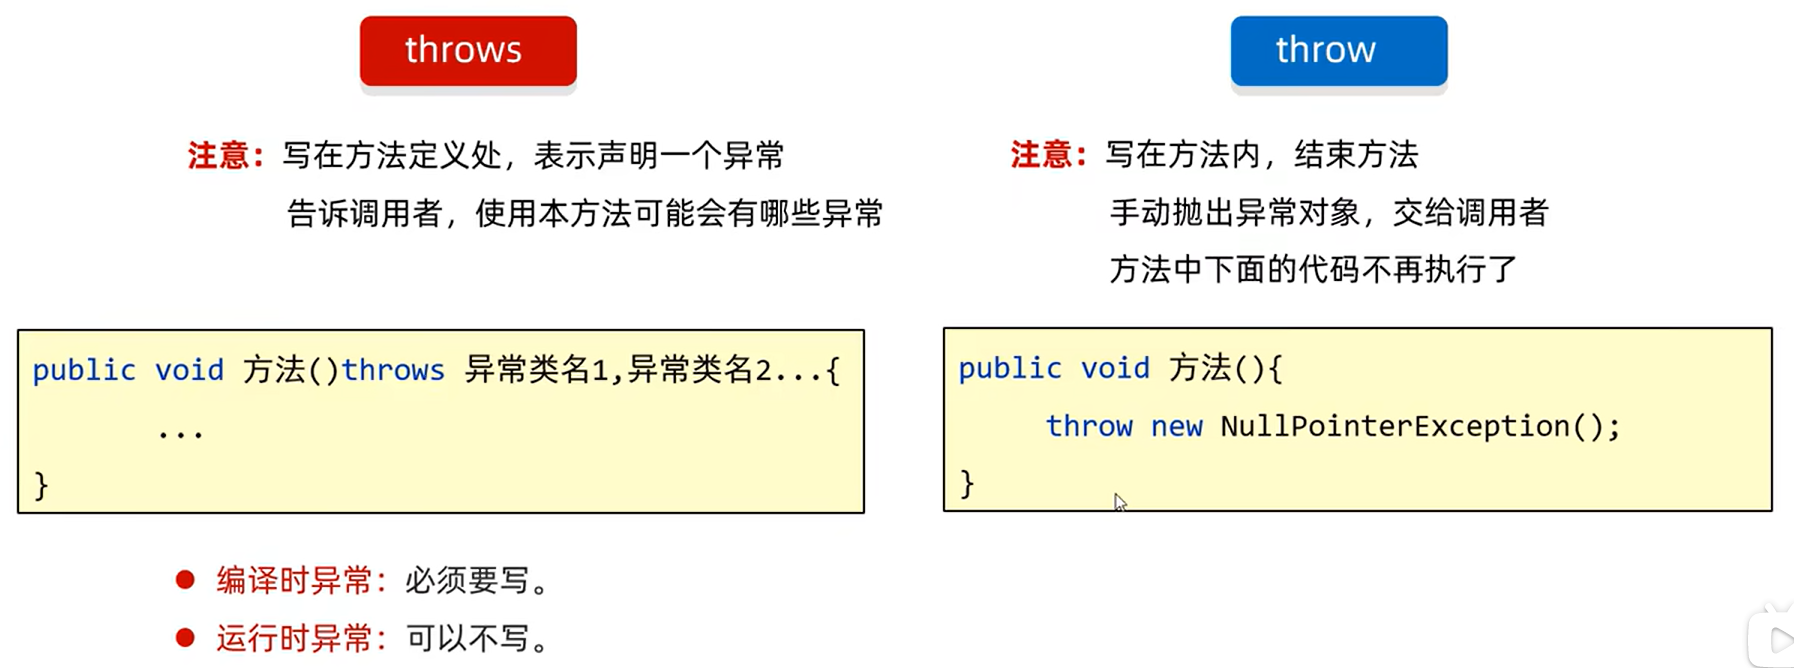 throws
注意：写在方法定义处，表示声明一个异常
告诉调用者，使用本方法可能会有哪些异常
public void 方法()throws 异常类名1,异常类名2...{
...
}
● 编译时异常：必须要写。
● 运行时异常：可以不写。
throw
注意：写在方法内，结束方法
手动抛出异常对象，交给调用者
方法中下面的代码不再执行了
public void 方法(){
throw new NullPointerException();
}